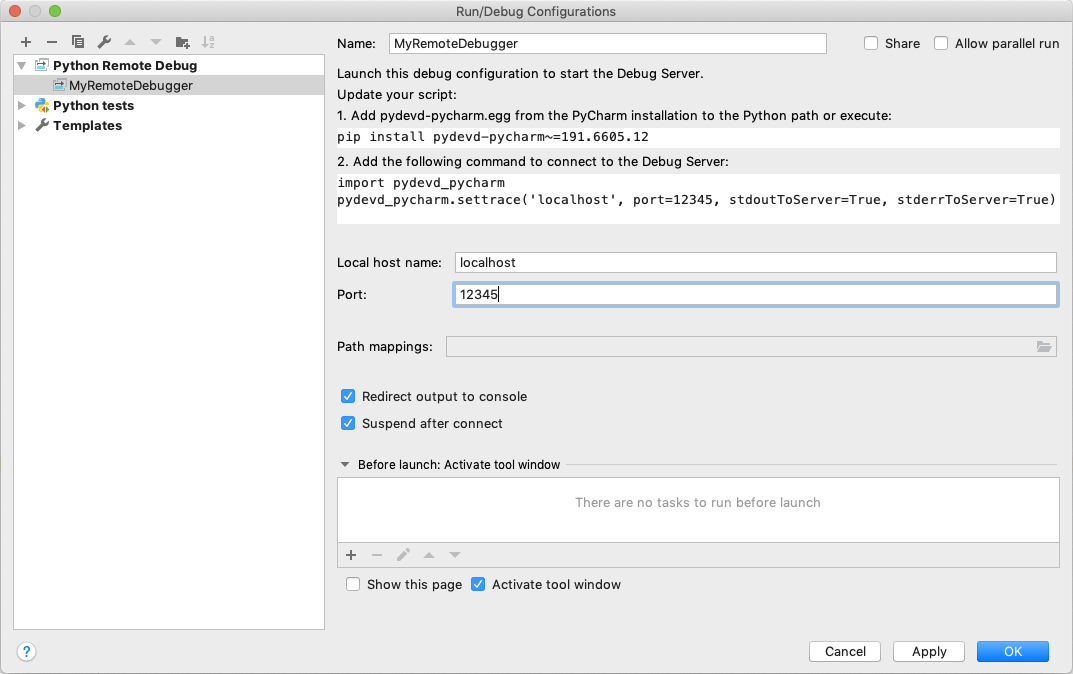 Run/Debug Configurations
Name: MyRemoteDebugger Share Allow parallel run
Python Remote Debug
MyRemoteDebugger
Python tests
Templates
Launch this debug configuration to start the Debug Server.
Update your script:
1. Add pydevd-pycharm.egg from the PyCharm installation to the Python path or execute:
pip install pydevd-pycharm~=191.6605.12
2. Add the following command to connect to the Debug Server:
import pydevd_pycharm
pydevd_pycharm.settrace('localhost', port=12345, stdoutToServer=True, stderrToServer=True)
Local host name: localhost
Port: 12345
Path mappings:
Redirect output to console
Suspend after connect
Before launch: Activate tool window
There are no tasks to run before launch
Show this page Activate tool window
? Cancel Apply OK